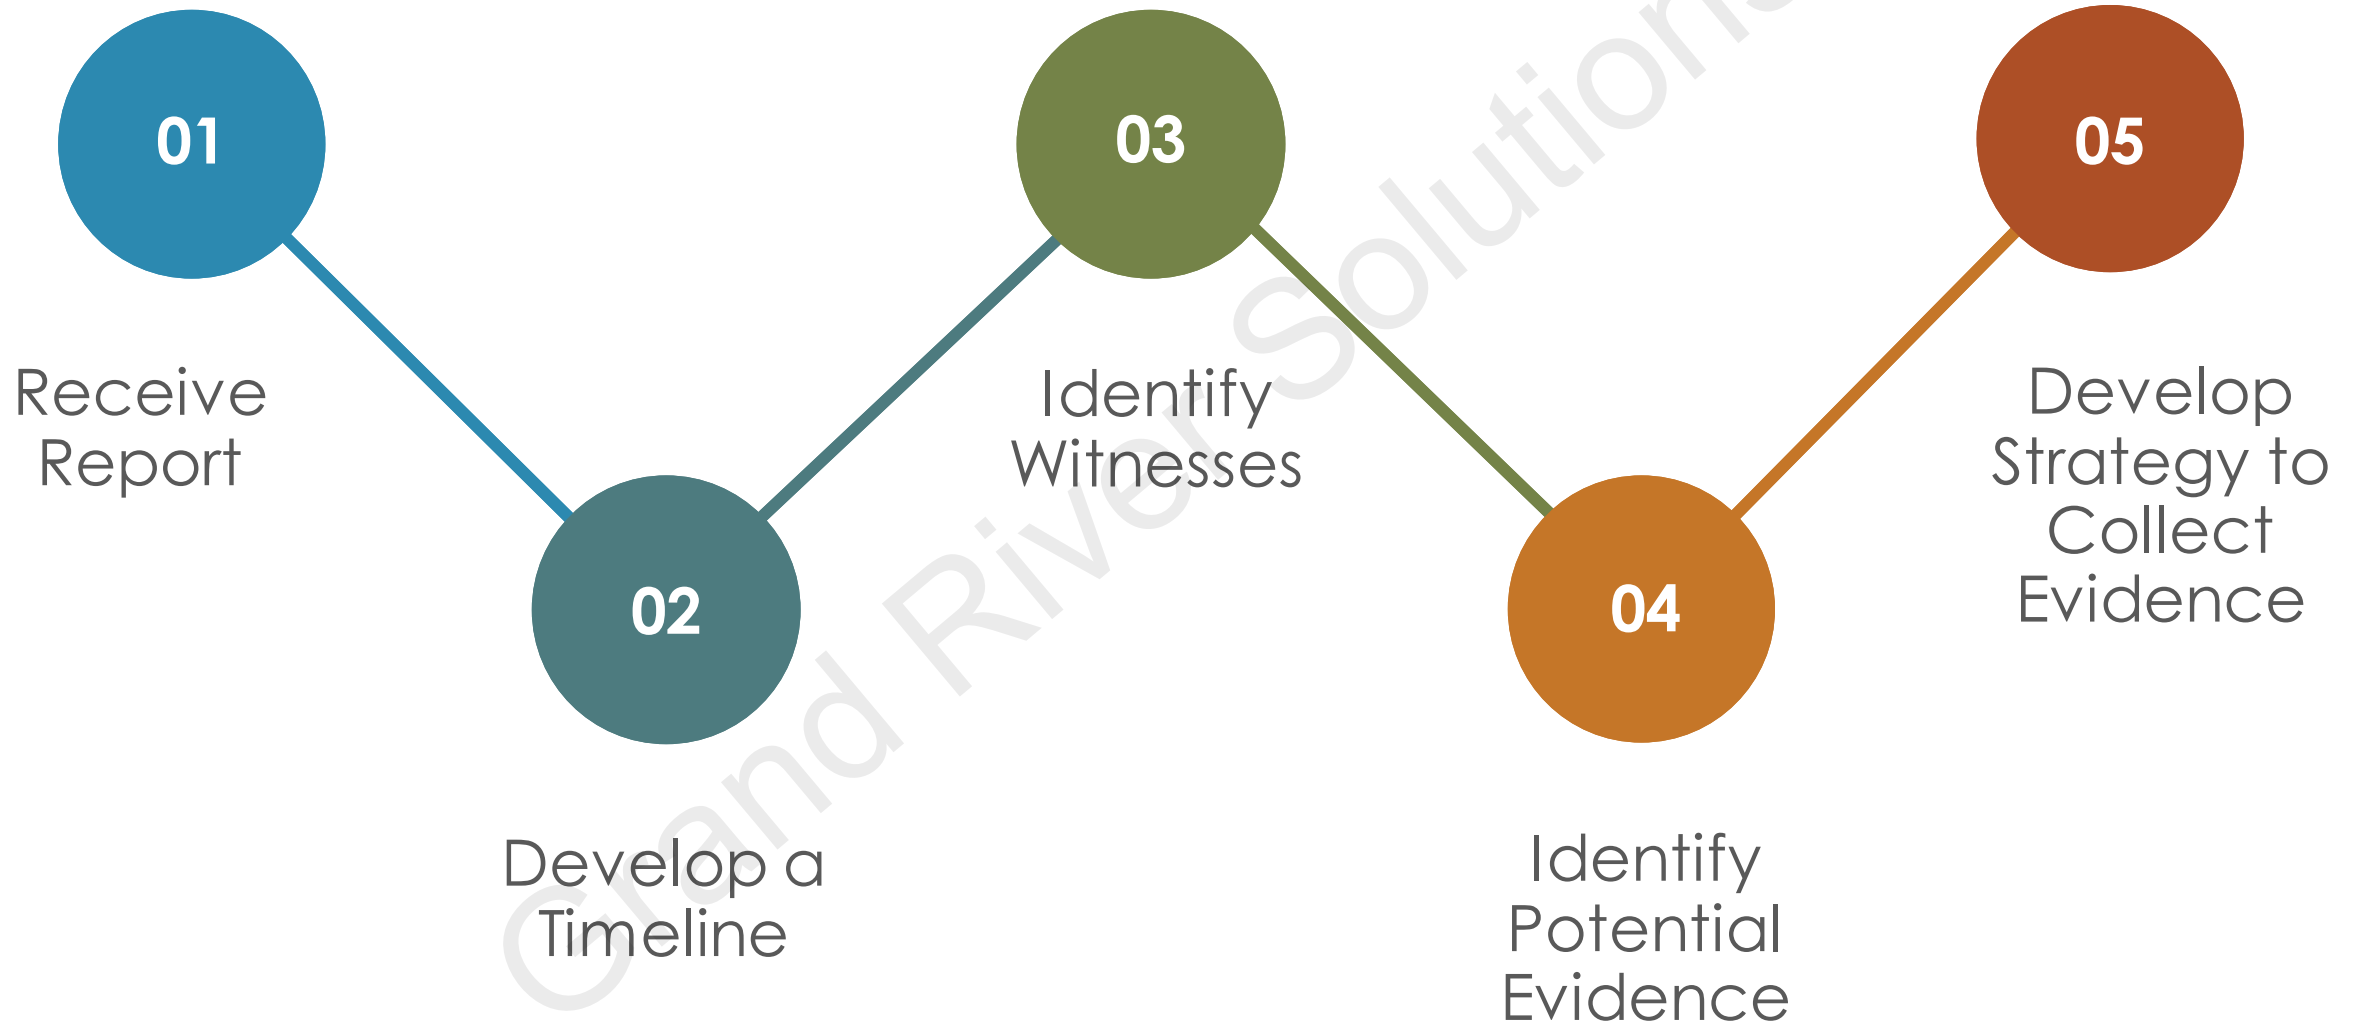 01
Receive
Report
02
Develop a
Timeline
03
Identify
Witnesses
04
Identify
Potential
Evidence
05
Develop
Strategy to
Collect
Evidence
Grand River Solutions